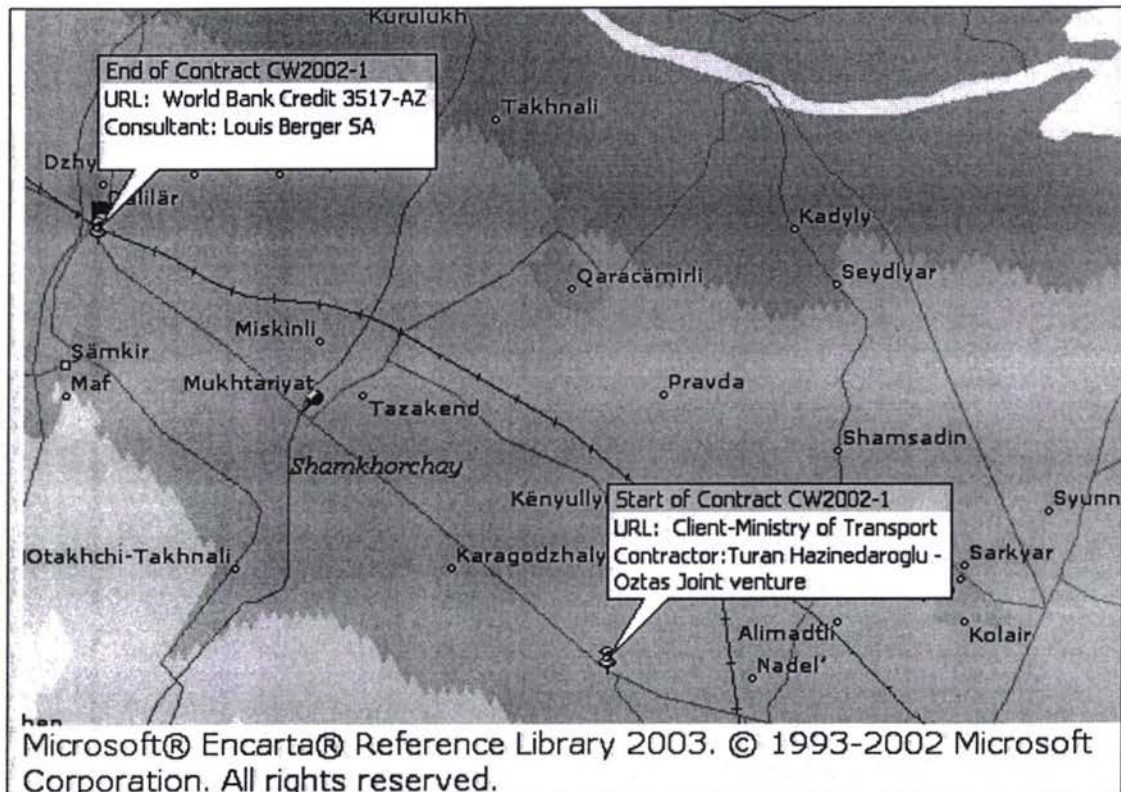 Kurulukh
End of Contract CW2002-1
URL: World Bank Credit 3517-AZ
Consultant: Louis Berger SA
Takhnali
Dzhy
Dalilär
Kadyly
Seydlyar
Qaracämirli
Miskinli
Şämkir
Maf
Mukhtariyat
Tazakend
Pravda
Shamsadin
Shamkhorchay
Kënyully
Start of Contract CW2002-1
URL: Client-Ministry of Transport
Contractor:Turan Hazinedaroglu -
Oztas Joint venture
Syunn
Otakhchi-Takhnali
Karagodzhaly
Sarkyar
Alimadtli
Kolair
Nadel'
hen
Microsoft® Encarta® Reference Library 2003. © 1993-2002 Microsoft
Corporation. All rights reserved.